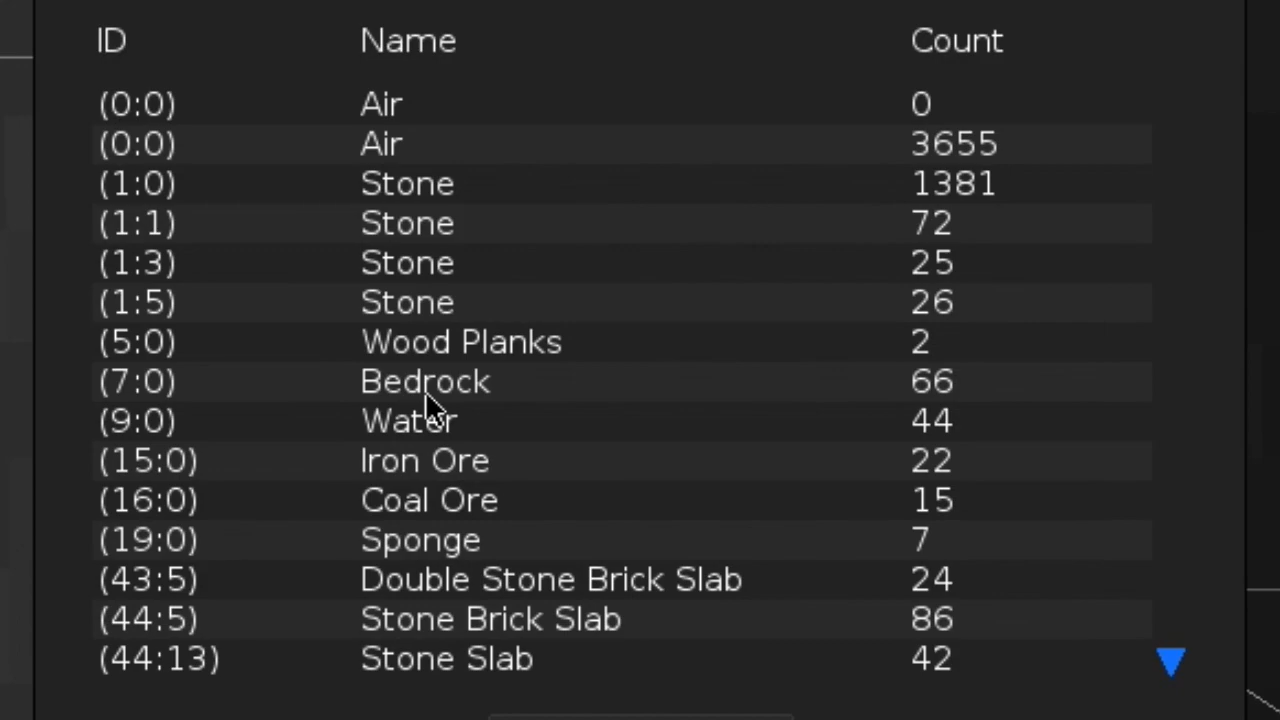 ID Name Count
(0:0) Air 0
(0:0) Air 3655
(1:0) Stone 1381
(1:1) Stone 72
(1:3) Stone 25
(1:5) Stone 26
(5:0) Wood Planks 2
(7:0) Bedrock 66
(9:0) Water 44
(15:0) Iron Ore 22
(16:0) Coal Ore 15
(19:0) Sponge 7
(43:5) Double Stone Brick Slab 24
(44:5) Stone Brick Slab 86
(44:13) Stone Slab 42